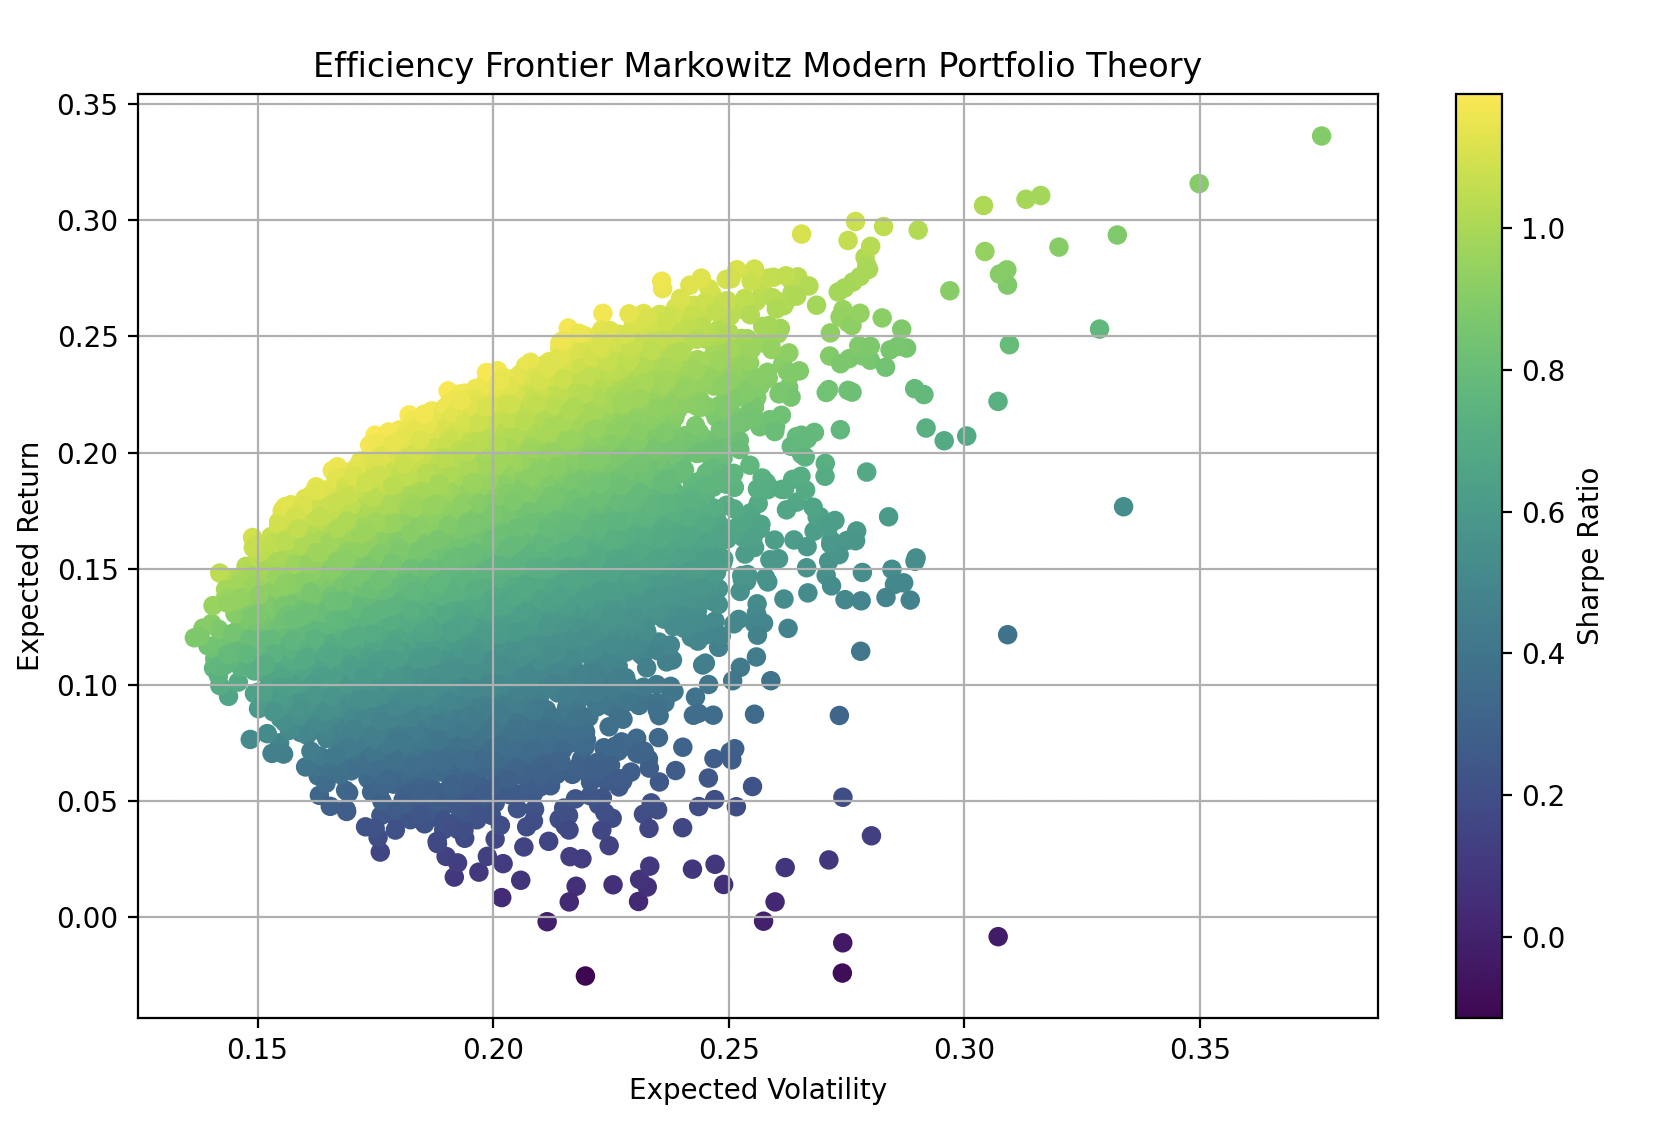 Efficiency Frontier Markowitz Modern Portfolio Theory
0.35
0.30
0.25
0.20
0.15
0.10
0.05
0.00
Expected Return
0.15 0.20 0.25 0.30 0.35
Expected Volatility
1.0
0.8
0.6
0.4
0.2
0.0
Sharpe Ratio